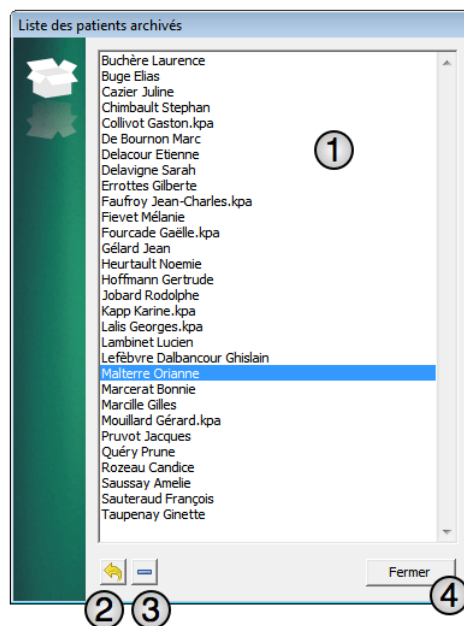 Liste des patients archivés
Buchère Laurence
Buge Elias
Cazier Juline
Chimbault Stephan
Collivot Gaston.kpa
De Bournon Marc
Delacour Etienne
Delavigne Sarah
Errottes Gilberte
Faufroy Jean-Charles.kpa
Fievet Mélanie
Fourcade Gaëlle.kpa
Gélard Jean
Heurtault Noemie
Hoffmann Gertrude
Jobard Rodolphe
Kapp Karine.kpa
Lalis Georges.kpa
Lambinet Lucien
Lefèbvre Dalbancour Ghislain
Malterre Orianne
Marcerat Bonnie
Marcille Gilles
Mouillard Gérard.kpa
Pruvot Jacques
Quéry Prune
Rozeau Candice
Saussay Amelie
Sauteraud François
Taupenay Ginette
1
Fermer
2
3
4